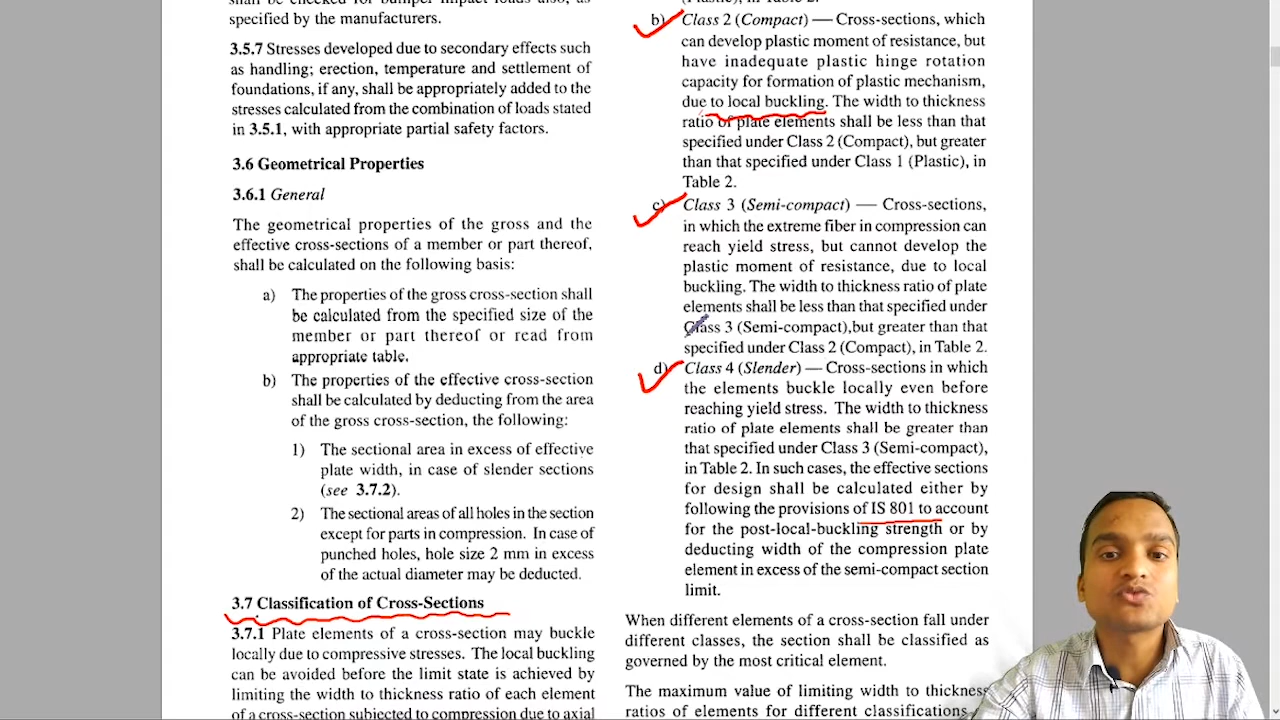 shall be checked for bumper impact loads also, as
specified by the manufacturers.
3.5.7 Stresses developed due to secondary effects such
as handling; erection, temperature and settlement of
foundations, if any, shall be appropriately added to the
stresses calculated from the combination of loads stated
in 3.5.1, with appropriate partial safety factors.
3.6 Geometrical Properties
3.6.1 General
The geometrical properties of the gross and the
effective cross-sections of a member or part thereof,
shall be calculated on the following basis:
a) The properties of the gross cross-section shall
be calculated from the specified size of the
member or part thereof or read from
appropriate table.
b) The properties of the effective cross-section
shall be calculated by deducting from the area
of the gross cross-section, the following:
1) The sectional area in excess of effective
plate width, in case of slender sections
(see 3.7.2).
2) The sectional areas of all holes in the section
except for parts in compression. In case of
punched holes, hole size 2 mm in excess
of the actual diameter may be deducted.
3.7 Classification of Cross-Sections
3.7.1 Plate elements of a cross-section may buckle
locally due to compressive stresses. The local buckling
can be avoided before the limit state is achieved by
limiting the width to thickness ratio of each element
of a cross-section subjected to compression due to axial
(Plastic), in Table 2.
b) Class 2 (Compact) — Cross-sections, which
can develop plastic moment of resistance, but
have inadequate plastic hinge rotation
capacity for formation of plastic mechanism,
due to local buckling. The width to thickness
ratio of plate elements shall be less than that
specified under Class 2 (Compact), but greater
than that specified under Class 1 (Plastic), in
Table 2.
c) Class 3 (Semi-compact) — Cross-sections,
in which the extreme fiber in compression can
reach yield stress, but cannot develop the
plastic moment of resistance, due to local
buckling. The width to thickness ratio of plate
elements shall be less than that specified under
Class 3 (Semi-compact),but greater than that
specified under Class 2 (Compact), in Table 2.
d) Class 4 (Slender) — Cross-sections in which
the elements buckle locally even before
reaching yield stress. The width to thickness
ratio of plate elements shall be greater than
that specified under Class 3 (Semi-compact),
in Table 2. In such cases, the effective sections
for design shall be calculated either by
following the provisions of IS 801 to account
for the post-local-buckling strength or by
deducting width of the compression plate
element in excess of the semi-compact section
limit.
When different elements of a cross-section fall under
different classes, the section shall be classified as
governed by the most critical element.
The maximum value of limiting width to thickness
ratios of elements for different classifications